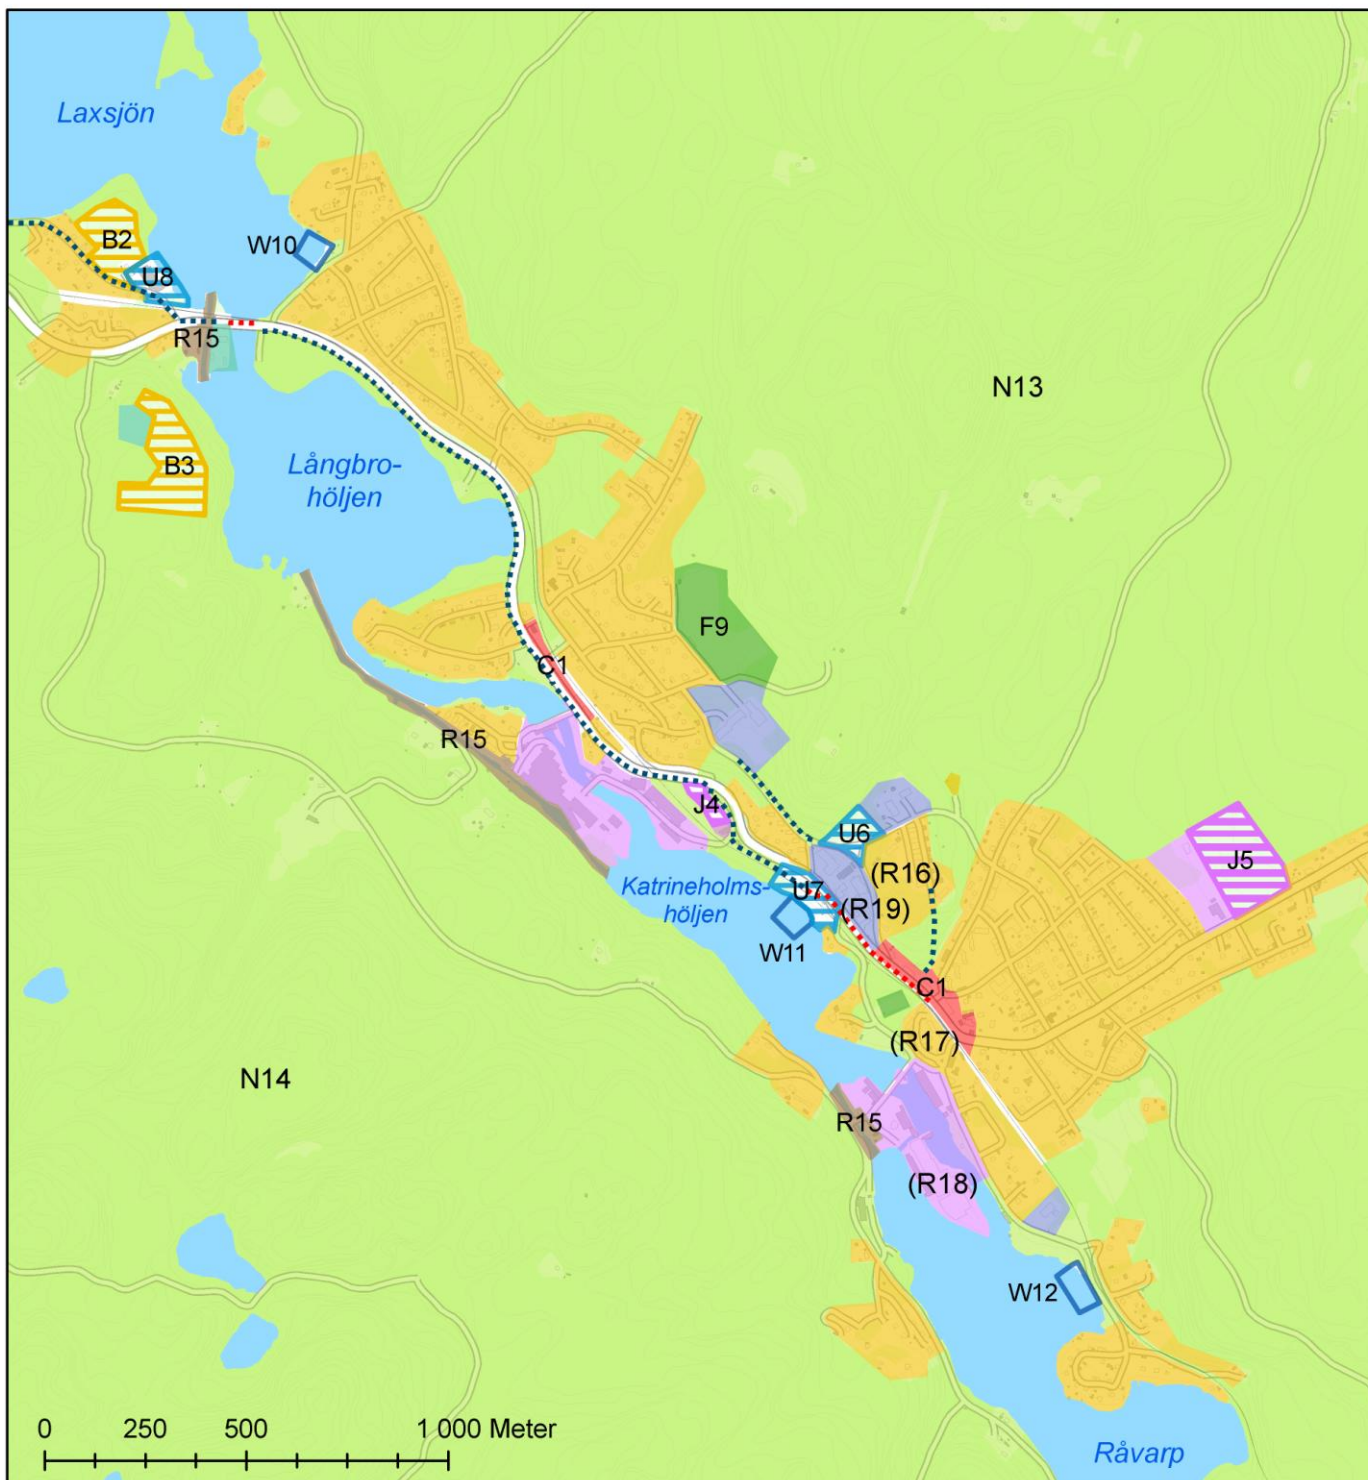 Laxsjön
B2
W10
U8
R15
N13
B3
Långbro-
höljen
F9
C1
R15
J4
U6
J5
(R16)
Katrineholms-
höljen
U7
(R19)
W11
C1
(R17)
N14
R15
(R18)
W12
0 250 500 1 000 Meter
Råvarp